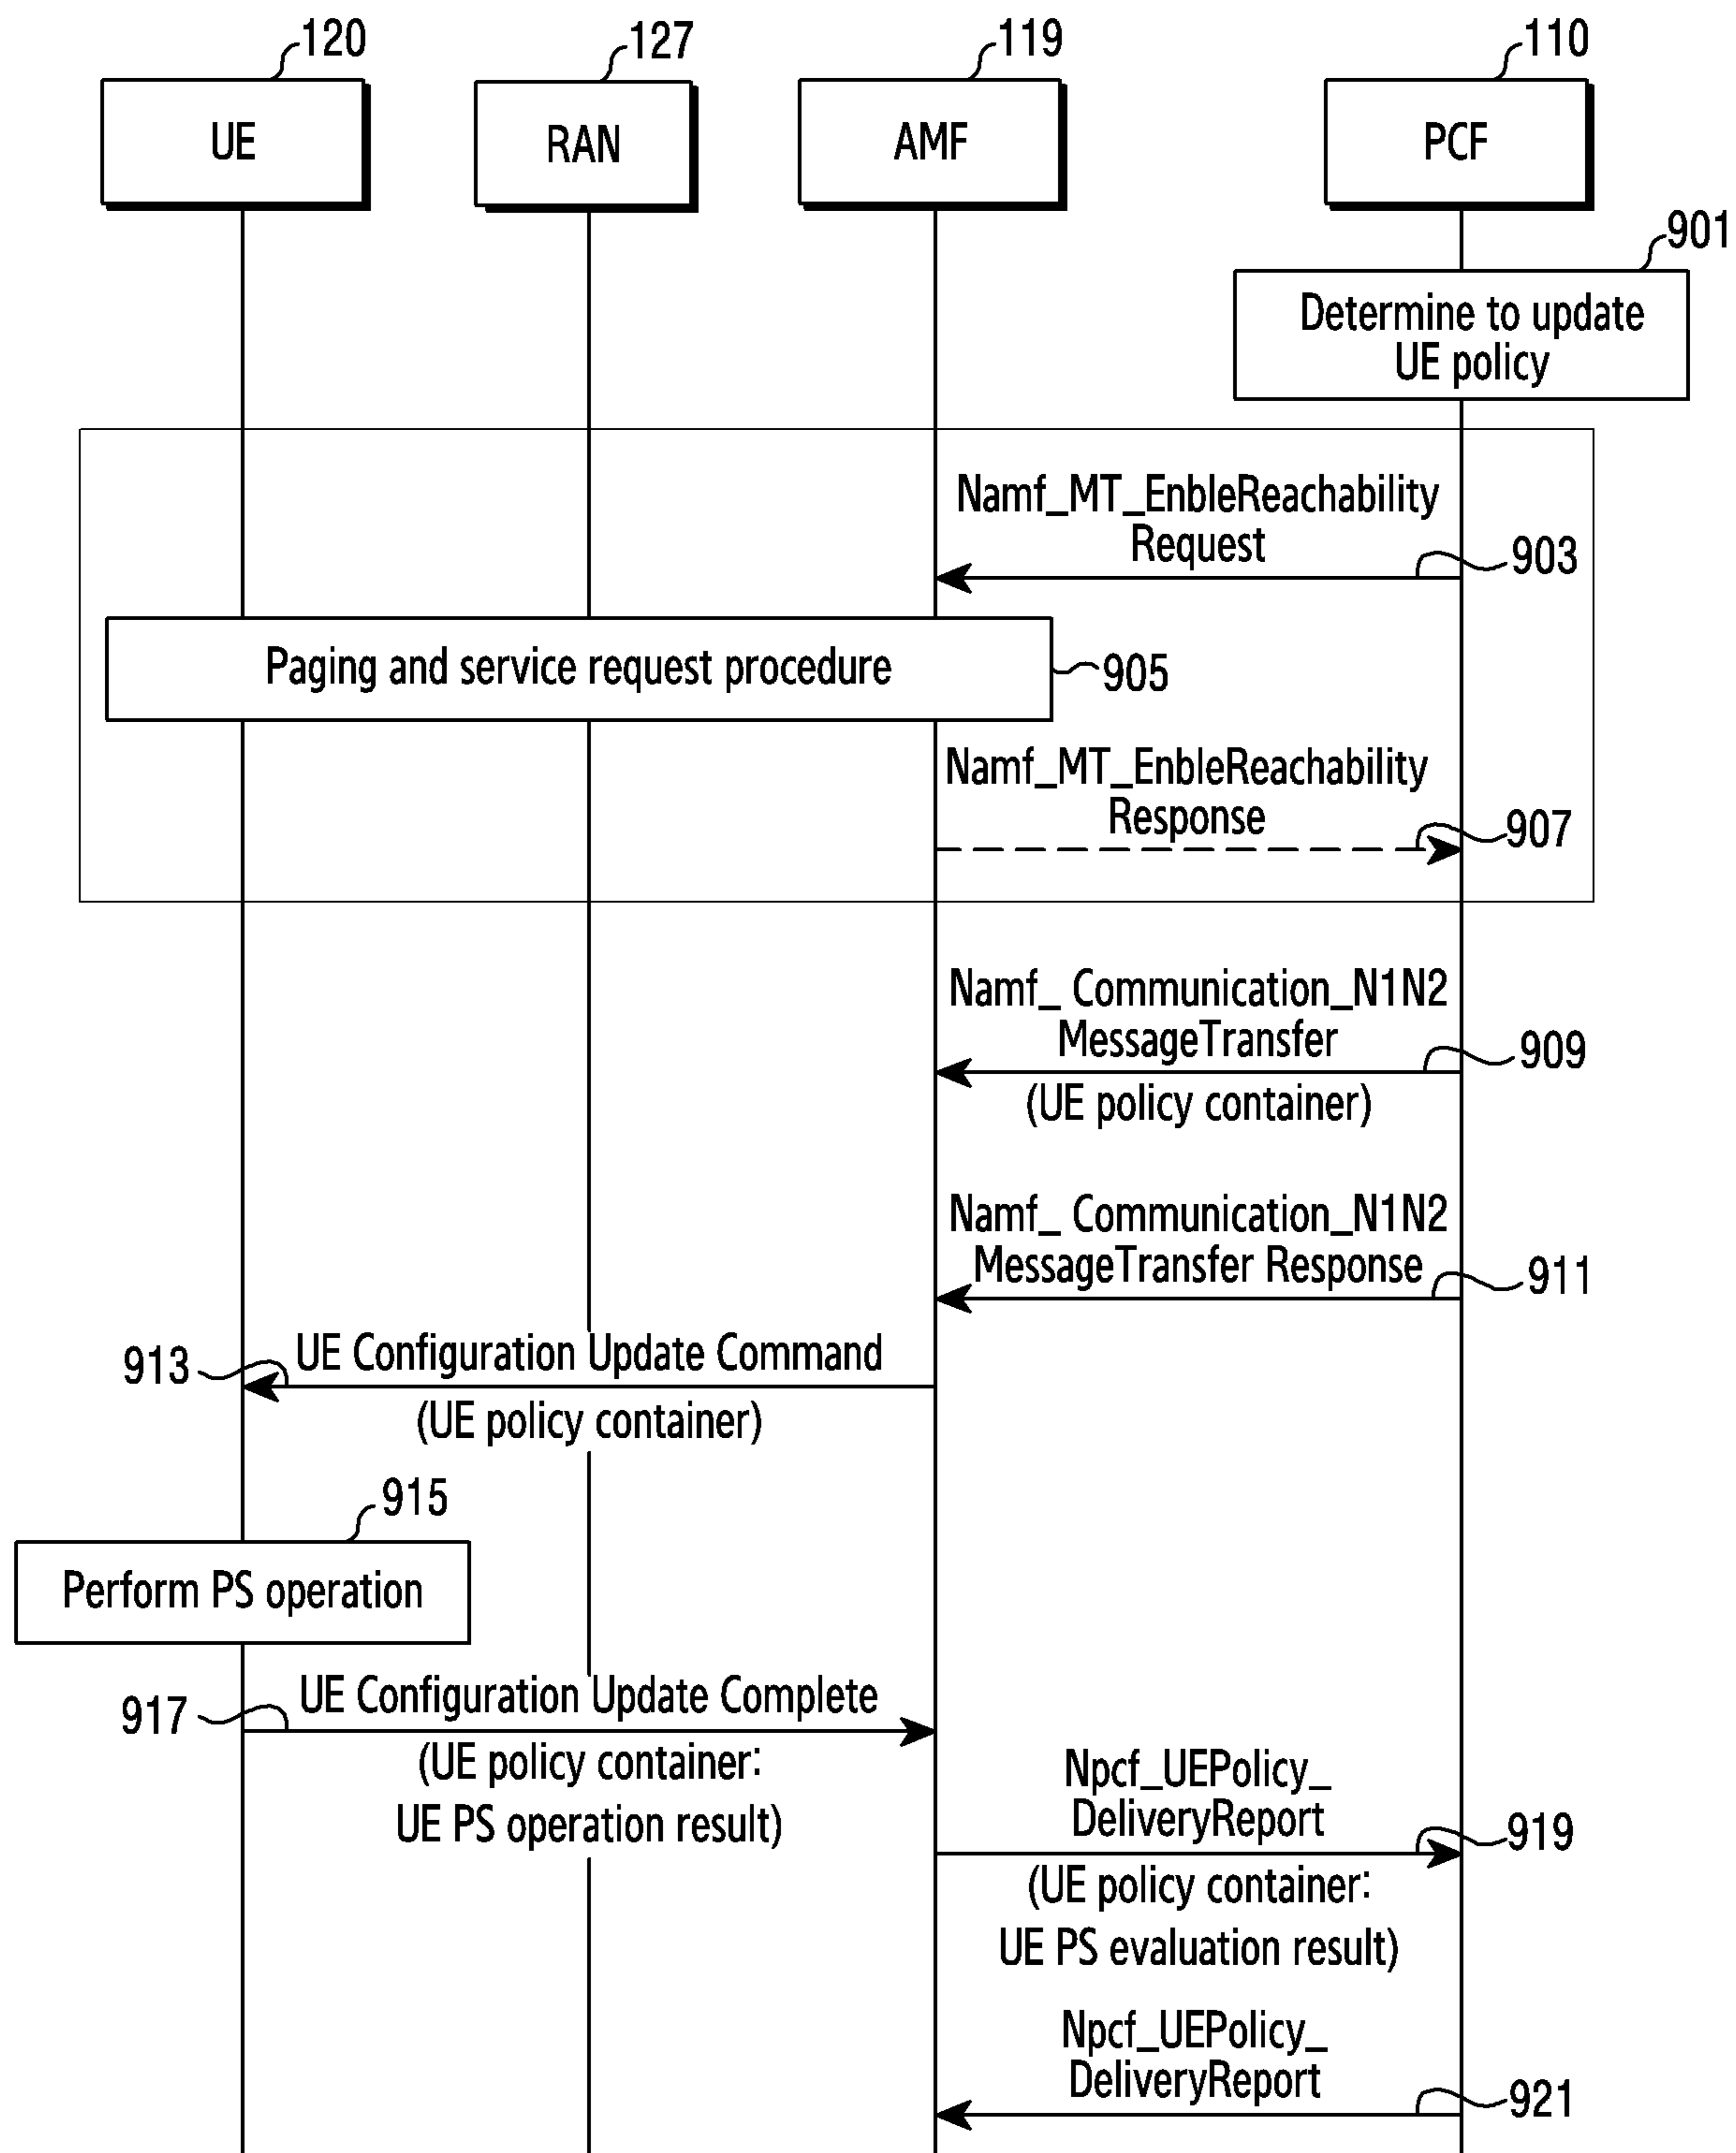 120
127
119
110
UE
RAN
AMF
PCF
901
Determine to update
UE policy
Namf_MT_EnbleReachability
Request
903
Paging and service request procedure
905
Namf_MT_EnbleReachability
Response
907
Namf_ Communication_N1N2
MessageTransfer
909
(UE policy container)
Namf_ Communication_N1N2
MessageTransfer Response
911
913
UE Configuration Update Command
(UE policy container)
915
Perform PS operation
917
UE Configuration Update Complete
(UE policy container:
UE PS operation result)
Npcf_UEPolicy_
DeliveryReport
919
(UE policy container:
UE PS evaluation result)
Npcf_UEPolicy_
DeliveryReport
921